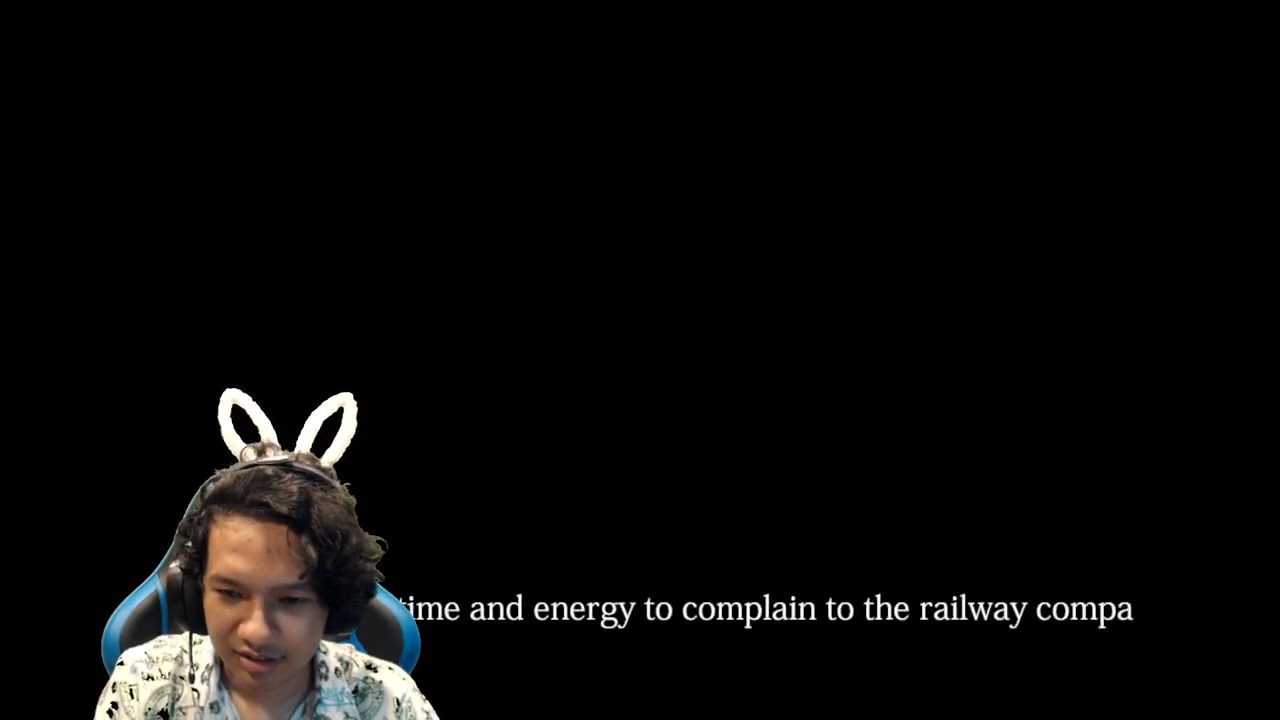 time and energy to complain to the railway compa